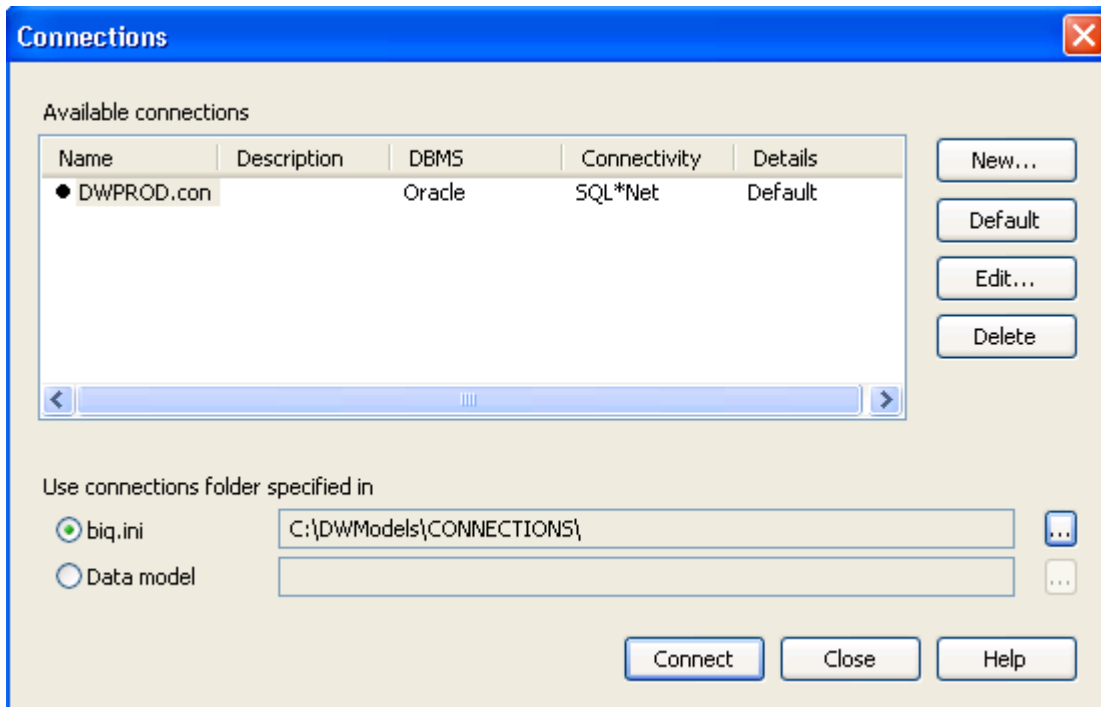 Connections
Available connections
Name Description DBMS Connectivity Details
DWPROD.con Oracle SQL*Net Default
New...
Default
Edit...
Delete
Use connections folder specified in
biq.ini C:\DWModels\CONNECTIONS\ ...
Data model ...
Connect Close Help